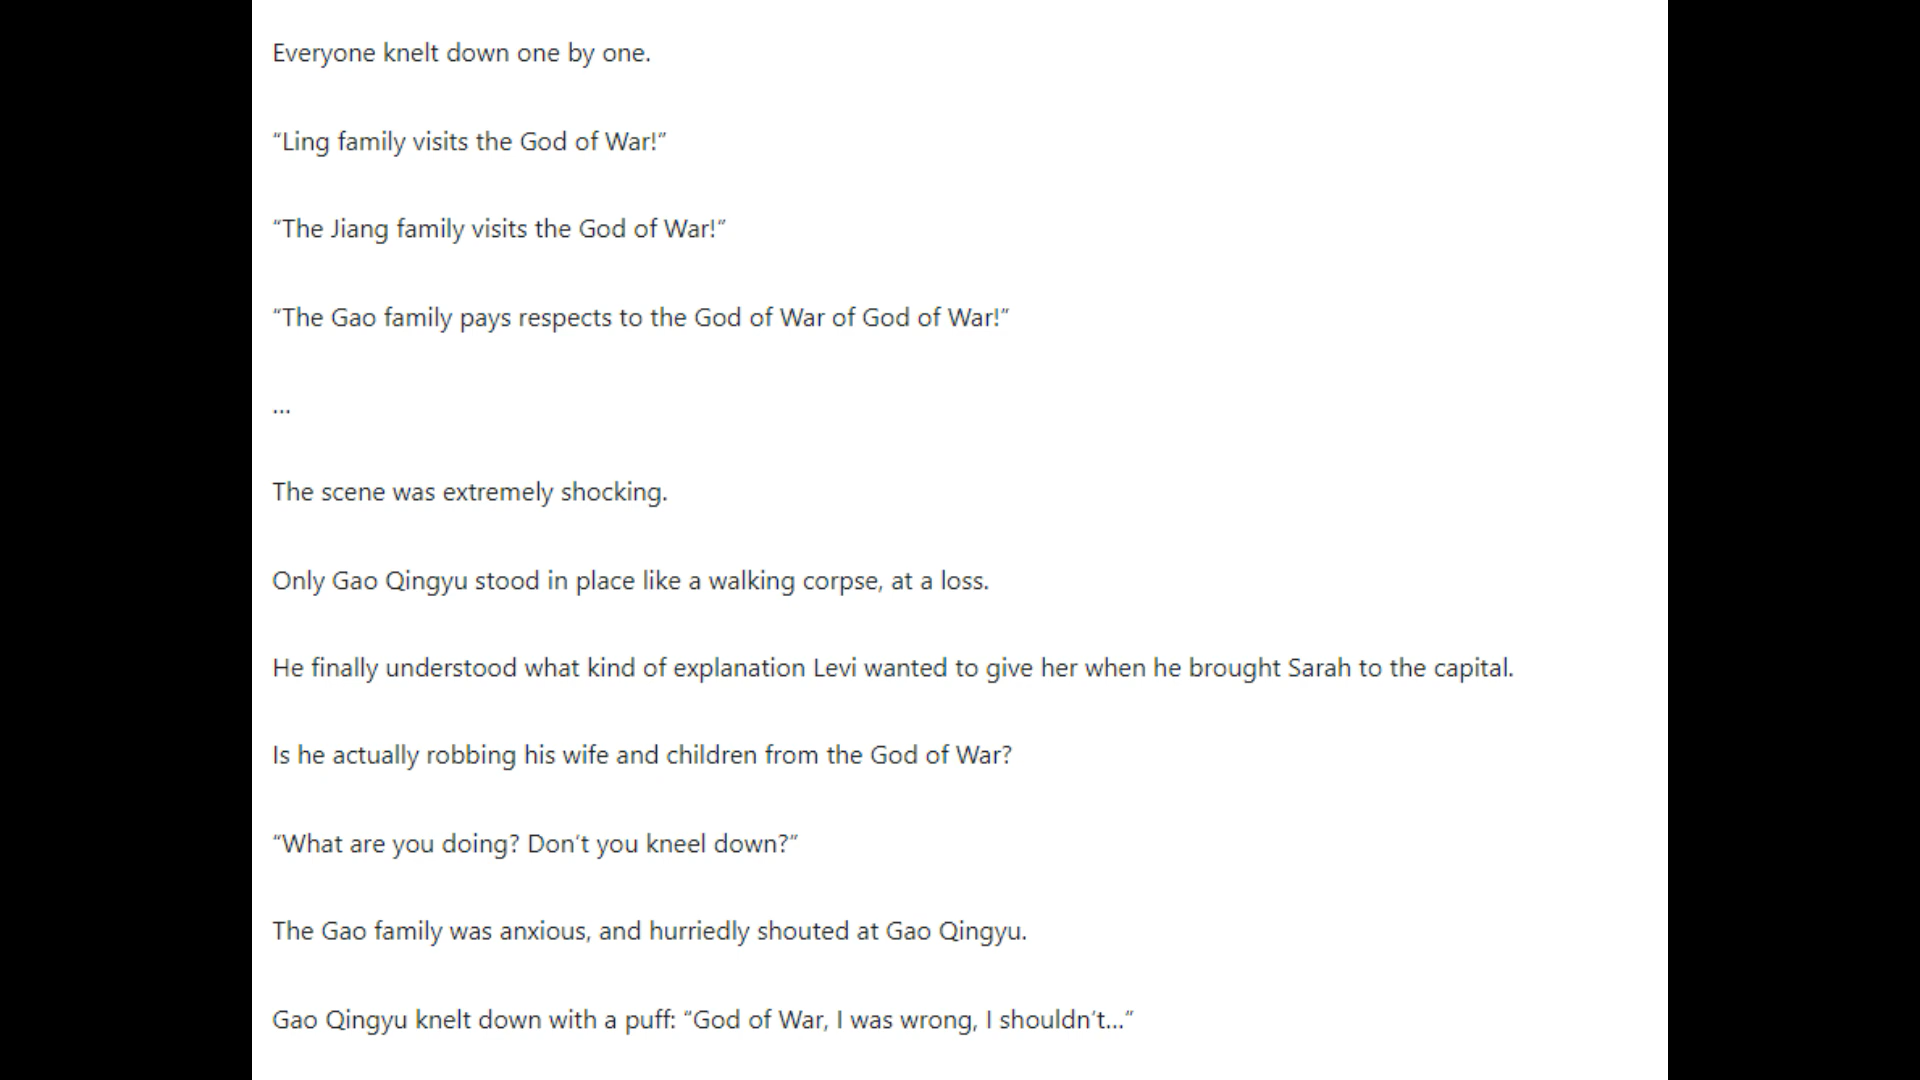 Everyone knelt down one by one.
“Ling family visits the God of War!”
“The Jiang family visits the God of War!”
“The Gao family pays respects to the God of War of God of War!”
...
The scene was extremely shocking.
Only Gao Qingyu stood in place like a walking corpse, at a loss.
He finally understood what kind of explanation Levi wanted to give her when he brought Sarah to the capital.
Is he actually robbing his wife and children from the God of War?
“What are you doing? Don’t you kneel down?”
The Gao family was anxious, and hurriedly shouted at Gao Qingyu.
Gao Qingyu knelt down with a puff: “God of War, I was wrong, I shouldn’t...”